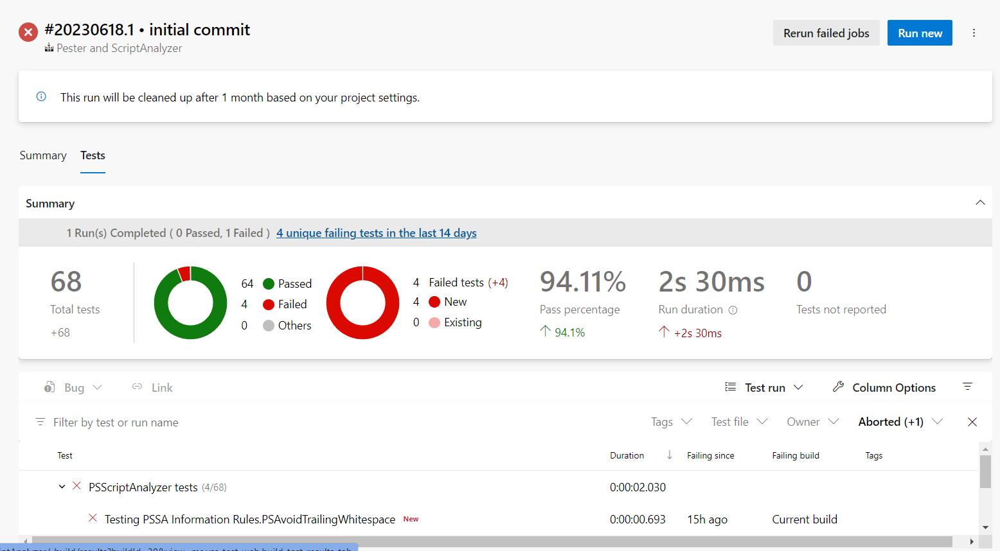 #20230618.1 • initial commit
Rerun failed jobs
Run new
Pester and ScriptAnalyzer
This run will be cleaned up after 1 month based on your project settings.
Summary Tests
Summary
1 Run(s) Completed ( 0 Passed, 1 Failed ) 4 unique failing tests in the last 14 days
68
Total tests
+68
64 Passed
4 Failed
0 Others
4 Failed tests (+4)
4 New
0 Existing
94.11%
Pass percentage
94.1%
2s 30ms
Run duration
+2s 30ms
0
Tests not reported
Bug Link Test run Column Options
Filter by test or run name Tags Test file Owner Aborted (+1)
Test Duration Failing since Failing build Tags
PSScriptAnalyzer tests (4/68) 0:00:02.030
Testing PSSA Information Rules.PSAvoidTrailingWhitespace New 0:00:00.693 15h ago Current build